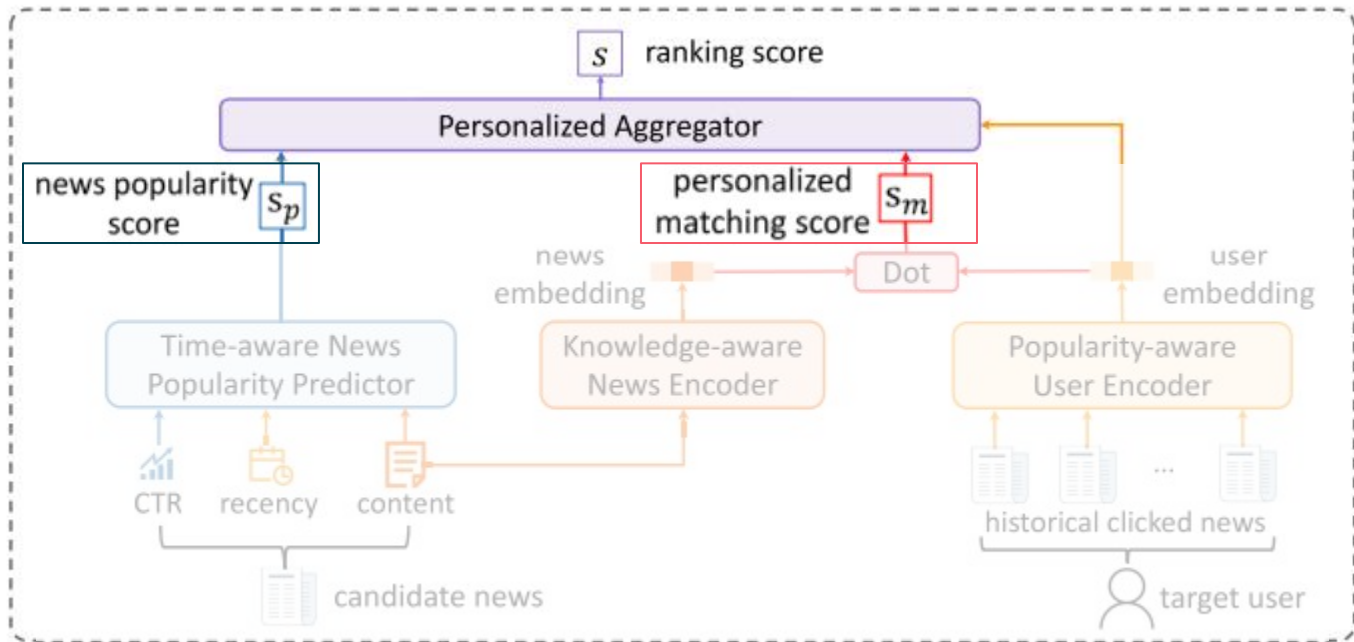 s ranking score
Personalized Aggregator
news popularity
score
s_p
personalized
matching score
s_m
news
embedding
Dot
user
embedding
Time-aware News
Popularity Predictor
Knowledge-aware
News Encoder
Popularity-aware
User Encoder
CTR
recency
content
...
historical clicked news
candidate news
target user